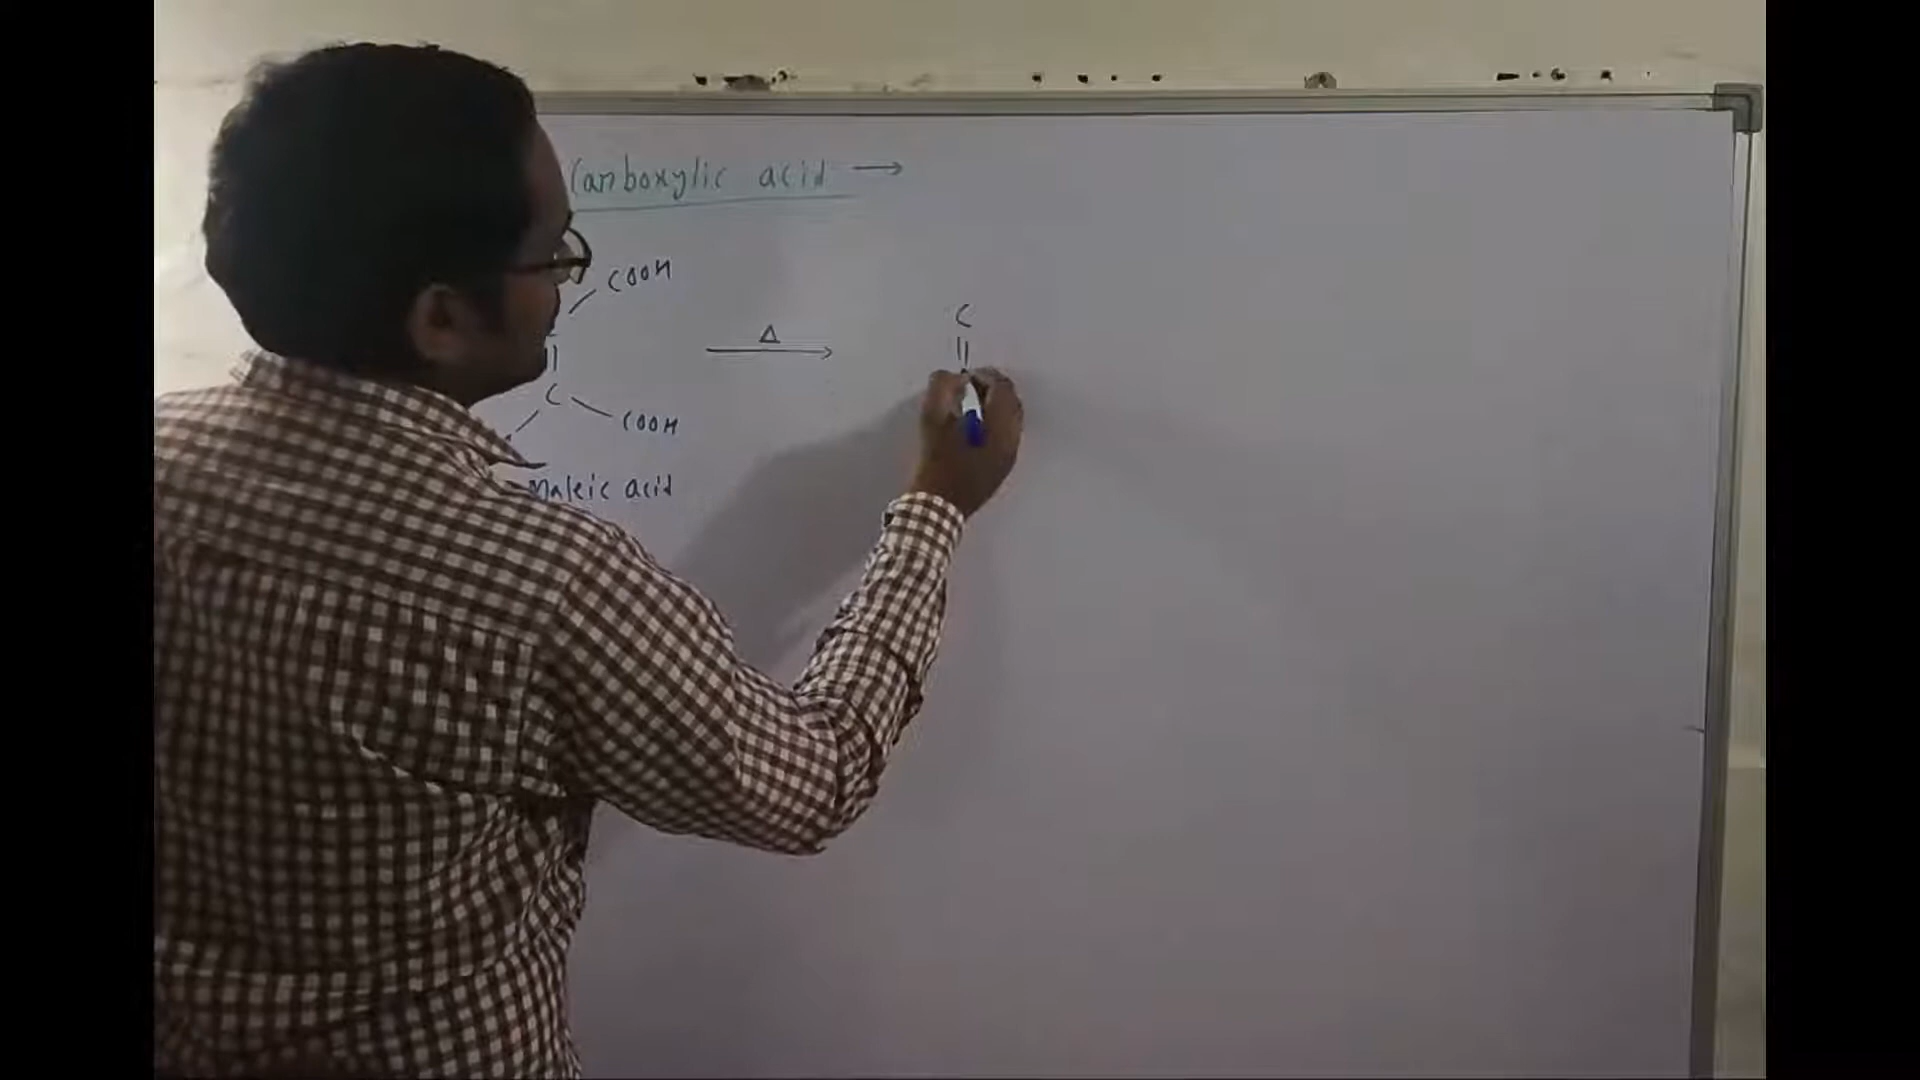 Carboxylic acid →
COOH
Δ
C
C
COOH
Maleic acid